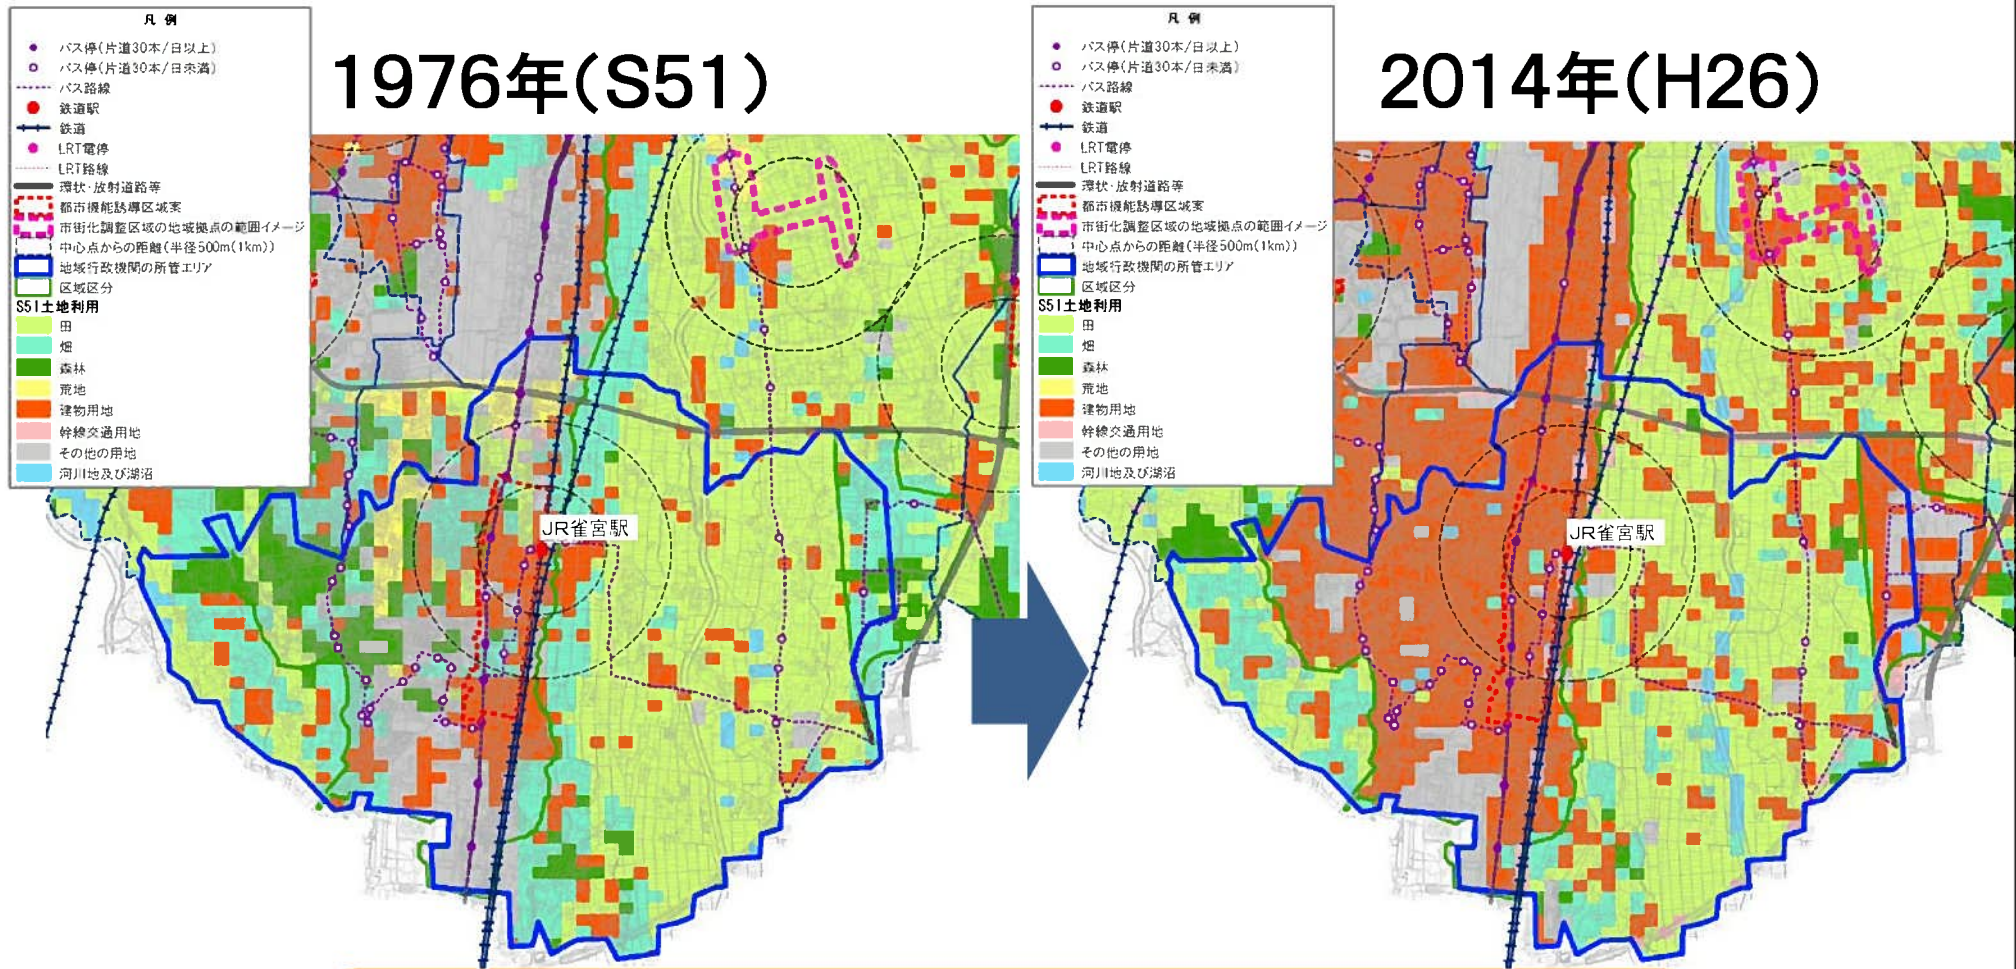 凡 例
バス停(片道30本/日以上)
バス停(片道30本/日未満)
バス路線
鉄道駅
鉄道
LRT電停
LRT路線
環状・放射道路等
都市機能誘導区域案
市街化調整区域の地域拠点の範囲イメージ
中心点からの距離(半径500m(1km))
地域行政機関の所管エリア
区域区分
S51土地利用
田
畑
森林
荒地
建物用地
幹線交通用地
その他の用地
河川地及び湖沼
1976年(S51)
JR雀宮駅
凡 例
バス停(片道30本/日以上)
バス停(片道30本/日未満)
バス路線
鉄道駅
鉄道
LRT電停
LRT路線
環状・放射道路等
都市機能誘導区域案
市街化調整区域の地域拠点の範囲イメージ
中心点からの距離(半径500m(1km))
地域行政機関の所管エリア
区域区分
S51土地利用
田
畑
森林
荒地
建物用地
幹線交通用地
その他の用地
河川地及び湖沼
2014年(H26)
JR雀宮駅